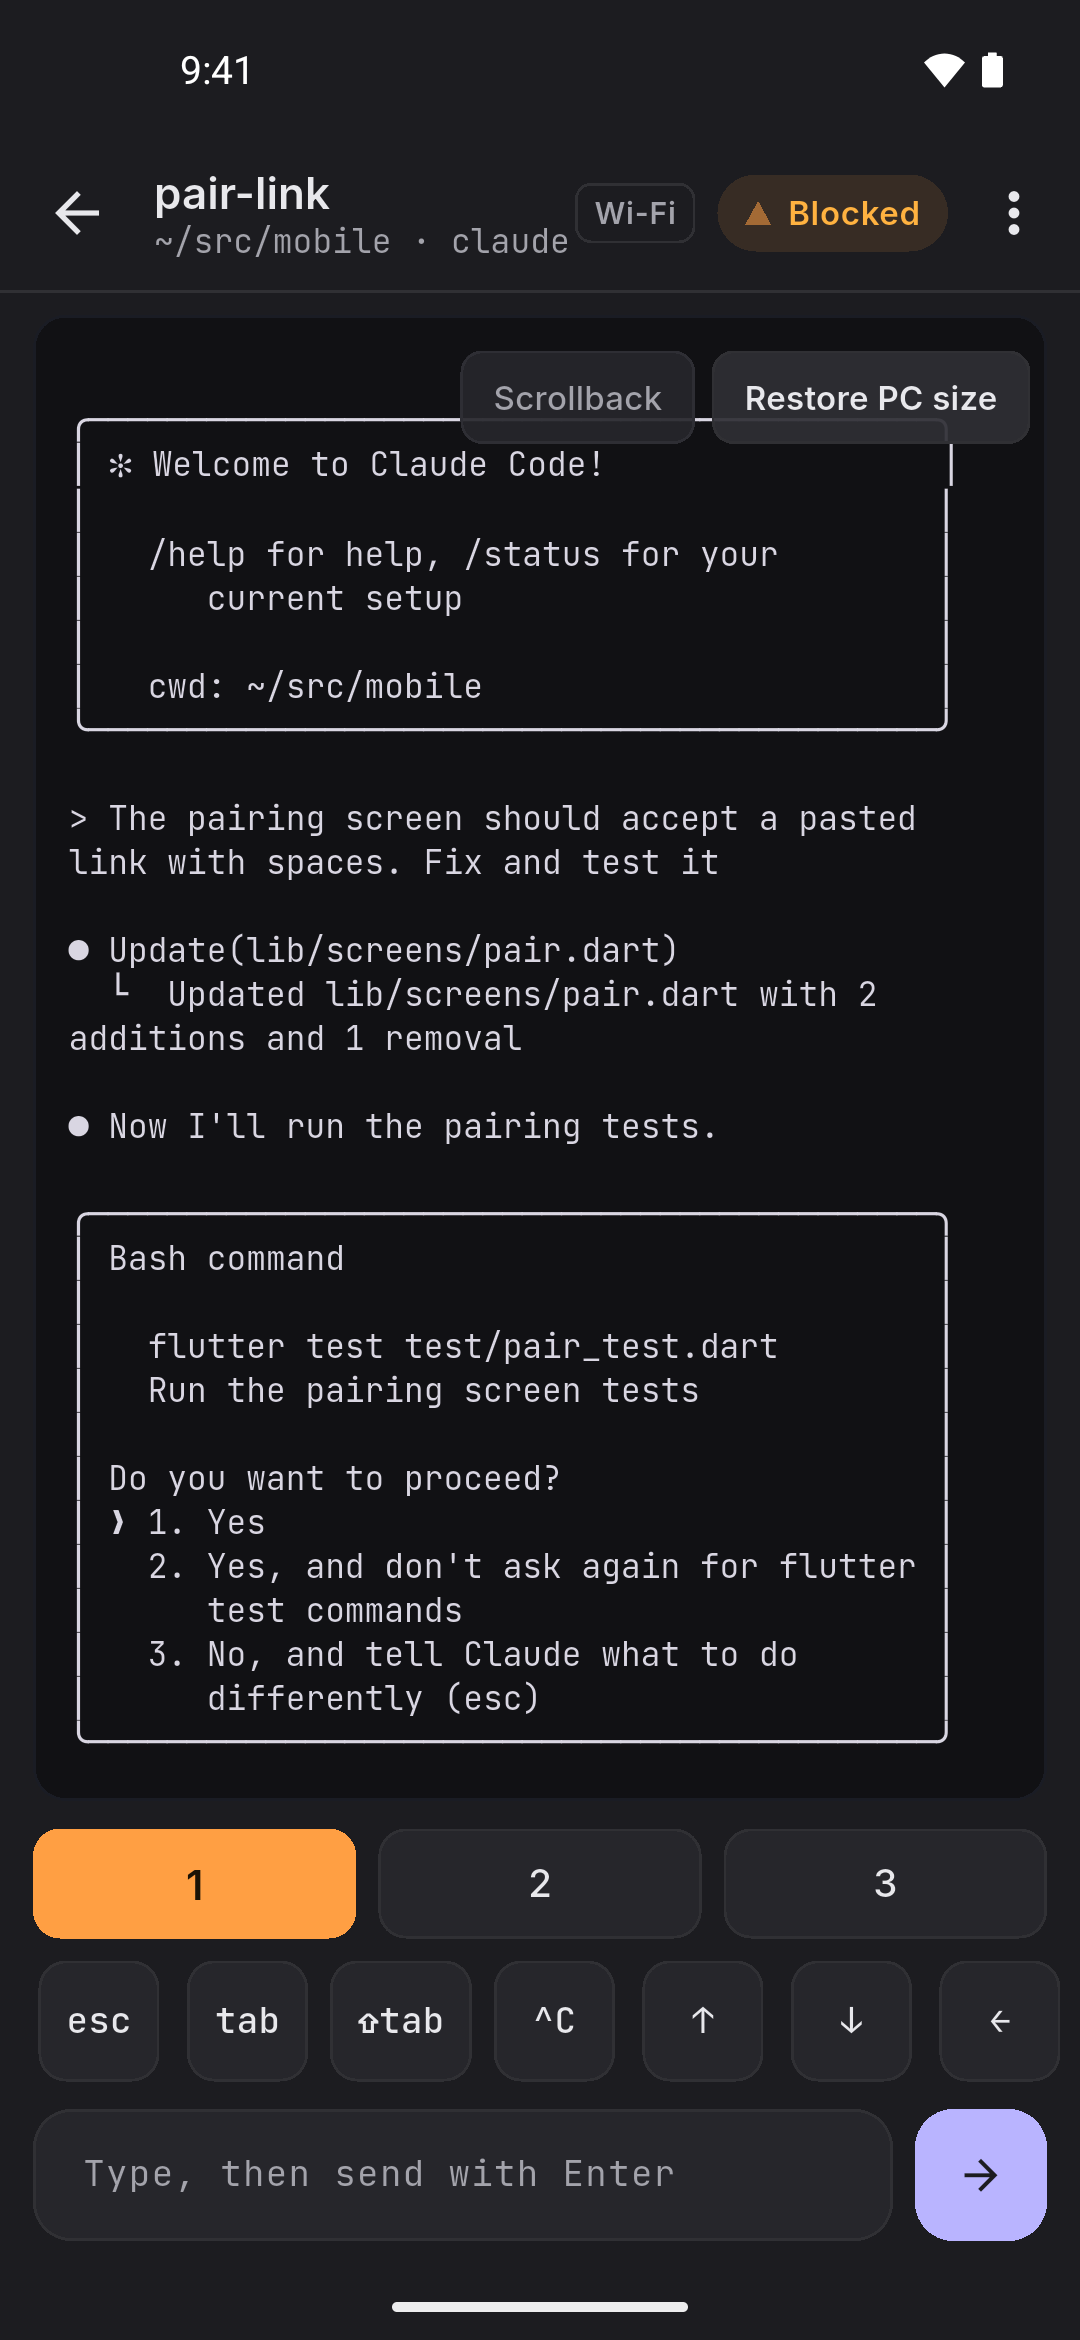 9:41
pair-link
~/src/mobile · claude
Wi-Fi
Blocked
Scrollback
Restore PC size
✻ Welcome to Claude Code!
/help for help, /status for your
current setup
cwd: ~/src/mobile
> The pairing screen should accept a pasted
link with spaces. Fix and test it
● Update(lib/screens/pair.dart)
└ Updated lib/screens/pair.dart with 2
additions and 1 removal
● Now I'll run the pairing tests.
Bash command
flutter test test/pair_test.dart
Run the pairing screen tests
Do you want to proceed?
❯ 1. Yes
2. Yes, and don't ask again for flutter
test commands
3. No, and tell Claude what to do
differently (esc)
1
2
3
esc
tab
⇧tab
^C
↑
↓
←
Type, then send with Enter
→